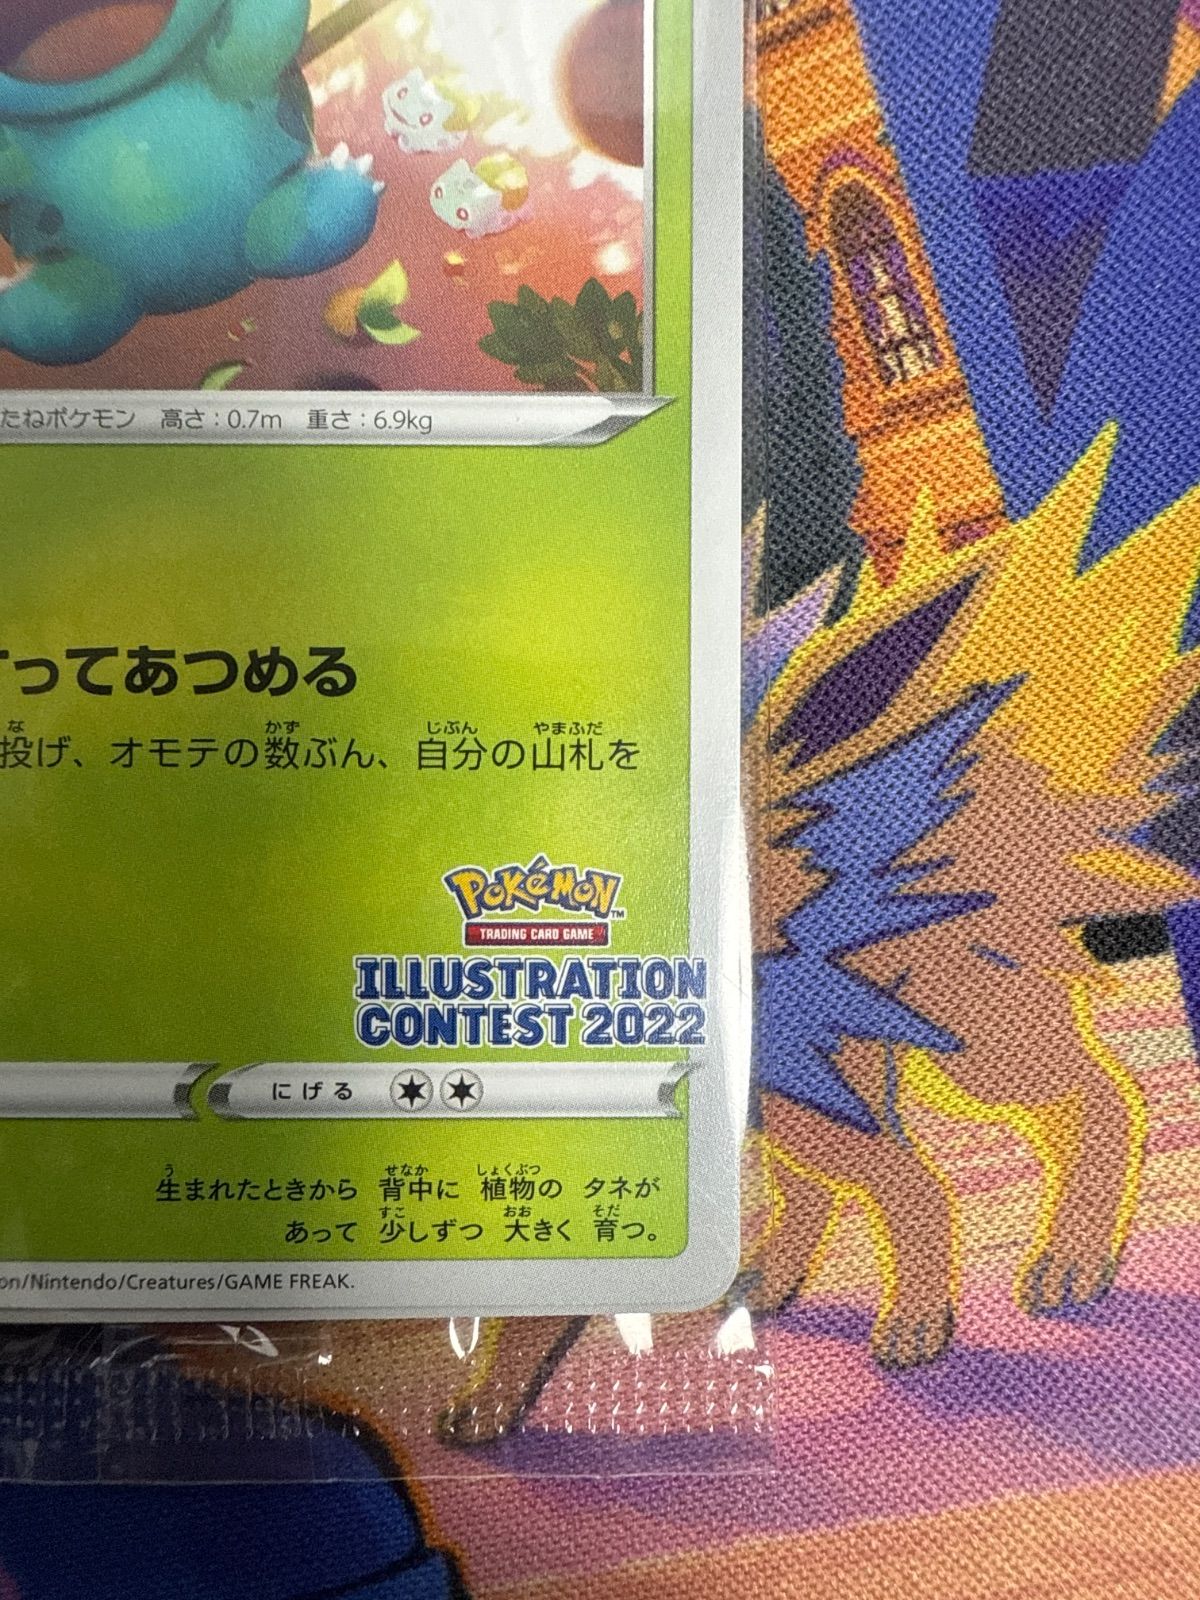 たねポケモン 高さ:0.7m 重さ:6.9kg
ってあつめる
投げ、オモテの数ぶん、自分の山札を
Pokémon
TRADING CARD GAME
ILLUSTRATION
CONTEST 2022
にげる
生まれたときから 背中に 植物の タネが
あって 少しずつ 大きく 育つ。
on/Nintendo/Creatures/GAME FREAK.